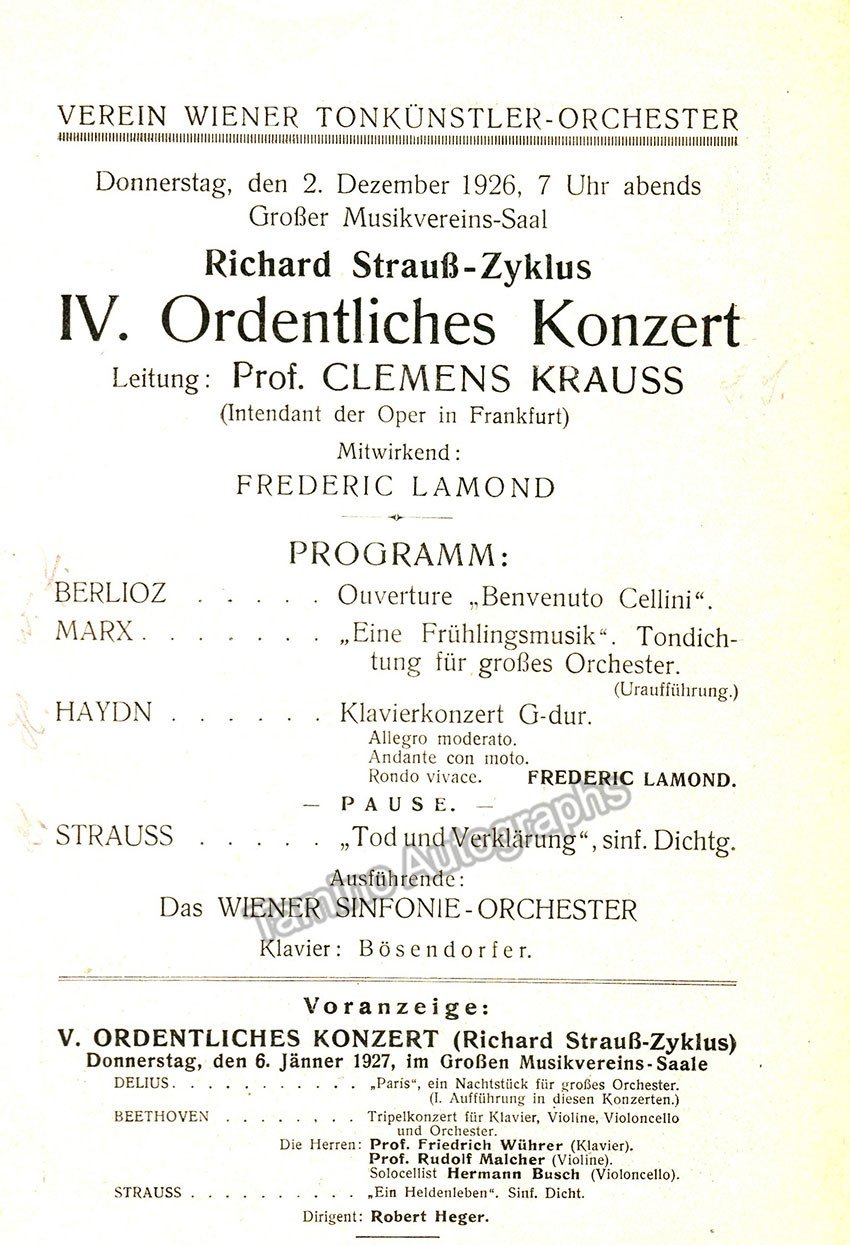 VEREIN WIENER TONKÜNSTLER-ORCHESTER
Donnerstag, den 2. Dezember 1926, 7 Uhr abends
Großer Musikvereins-Saal
Richard Strauß-Zyklus
IV. Ordentliches Konzert
Leitung: Prof. CLEMENS KRAUSS
(Intendant der Oper in Frankfurt)
Mitwirkend:
FREDERIC LAMOND
PROGRAMM:
BERLIOZ . . . . . Ouverture „Benvenuto Cellini“.
MARX . . . . . . . „Eine Frühlingsmusik“. Tondich-
tung für großes Orchester.
(Uraufführung.)
HAYDN . . . . . . Klavierkonzert G-dur.
Allegro moderato.
Andante con moto.
Rondo vivace. FREDERIC LAMOND.
— PAUSE. —
STRAUSS . . . . . „Tod und Verklärung“, sinf. Dichtg.
Tamino Autographs
Ausführende:
Das WIENER SINFONIE-ORCHESTER
Klavier: Bösendorfer.
Voranzeige:
V. ORDENTLICHES KONZERT (Richard Strauß-Zyklus)
Donnerstag, den 6. Jänner 1927, im Großen Musikvereins-Saale
DELIUS. . . . . . . . . . . „Paris“, ein Nachtstück für großes Orchester.
(I. Aufführung in diesen Konzerten.)
BEETHOVEN . . . . . . . . Tripelkonzert für Klavier, Violine, Violoncello
und Orchester.
Die Herren: Prof. Friedrich Wührer (Klavier).
Prof. Rudolf Malcher (Violine).
Solocellist Hermann Busch (Violoncello).
STRAUSS . . . . . . . . . . „Ein Heldenleben“. Sinf. Dicht.
Dirigent: Robert Heger.